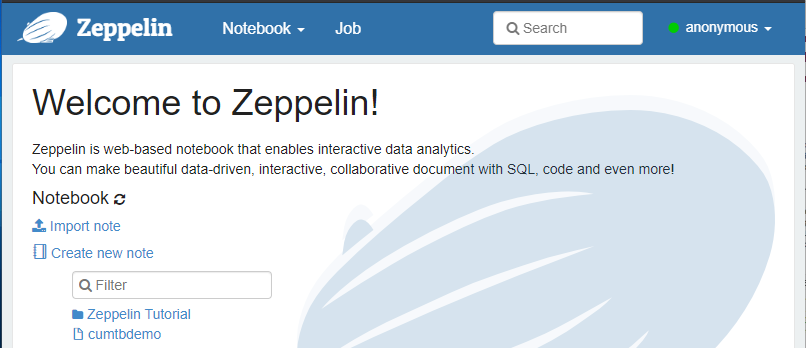 Zeppelin Notebook Job Search anonymous
Welcome to Zeppelin!
Zeppelin is web-based notebook that enables interactive data analytics.
You can make beautiful data-driven, interactive, collaborative document with SQL, code and even more!
Notebook
Import note
Create new note
Filter
Zeppelin Tutorial
cumtbdemo